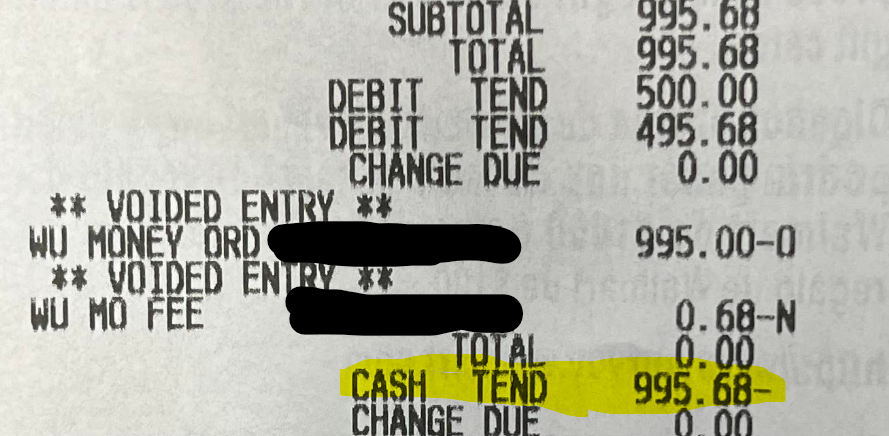 SUBTOTAL 995.68
TOTAL 995.68
DEBIT TEND 500.00
DEBIT TEND 495.68
CHANGE DUE 0.00
** VOIDED ENTRY **
WU MONEY ORD 995.00-O
** VOIDED ENTRY **
WU MO FEE 0.68-N
TOTAL 0.00
CASH TEND 995.68-
CHANGE DUE 0.00